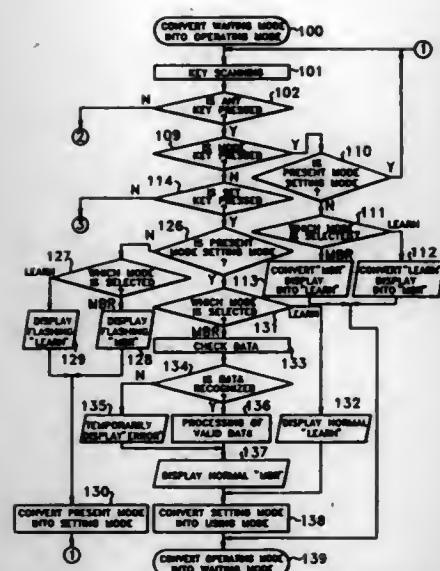 CONVERT WAITING MODE
INTO OPERATING MODE
100
1
KEY SCANNING
101
102
N
IS ANY
KEY PRESSED
2
Y
109
IS MODE
KEY PRESSED
Y
110
IS
PRESENT MODE
SETTING MODE
Y
N
114
N
IS SET
KEY PRESSED
3
Y
N
111
WHICH MODE
IS SELECTED?
LEARN
126
IS PRESENT
MODE SETTING MODE
N
Y
127
LEARN
WHICH MODE
IS SELECTED
MBR
113
MBR
CONVERT "MBR"
DISPLAY
INTO "LEARN"
112
CONVERT "LEARN"
DISPLAY
INTO "MBR"
WHICH MODE
IS SELECTED
LEARN
131
MBR
DISPLAY
FLASHING
"LEARN"
129
DISPLAY
FLASHING
"MBR"
128
CHECK DATA
133
134
N
IS DATA
RECOGNIZED
Y
135
TEMPORARILY
DISPLAY "ERROR"
136
PROCESSING OF
VALID DATA
132
DISPLAY NORMAL
"LEARN"
137
DISPLAY NORMAL "MBR"
130
CONVERT PRESENT MODE
INTO SETTING MODE
1
CONVERT SETTING MODE
INTO USING MODE
138
CONVERT OPERATING MODE
INTO WAITING MODE
139